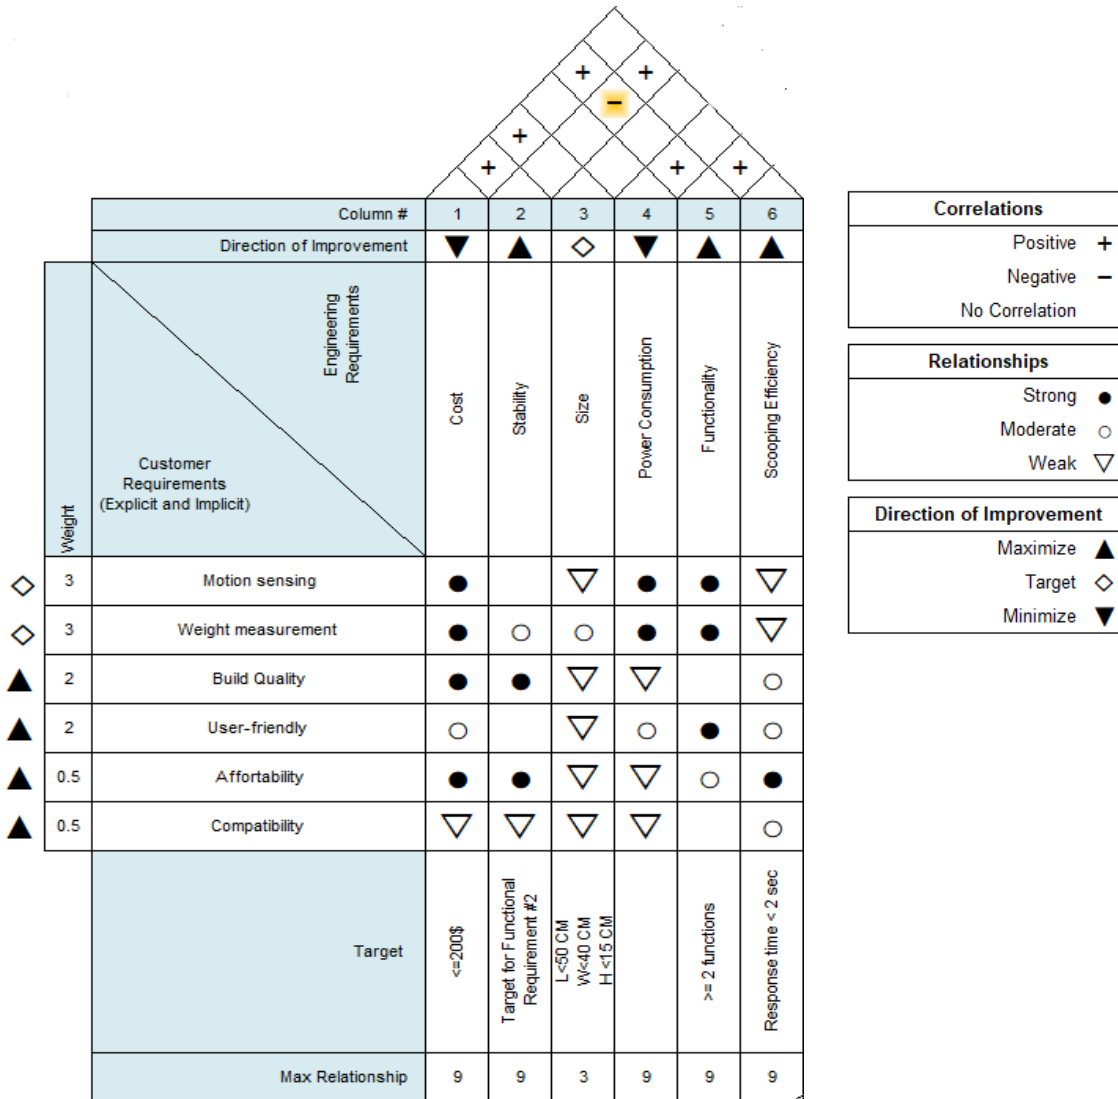 Column # 1 2 3 4 5 6
Direction of Improvement
Weight
Engineering
Requirements
Customer
Requirements
(Explicit and Implicit)
Cost
Stability
Size
Power Consumption
Functionality
Scooping Efficiency
3 Motion sensing
3 Weight measurement
2 Build Quality
2 User-friendly
0.5 Affortability
0.5 Compatibility
Target
<=200$
Target for Functional
Requirement #2
L<50 CM
W<40 CM
H <15 CM
>= 2 functions
Response time < 2 sec
Max Relationship 9 9 3 9 9 9
Correlations
Positive +
Negative −
No Correlation
Relationships
Strong ●
Moderate ○
Weak ▽
Direction of Improvement
Maximize ▲
Target ◇
Minimize ▼